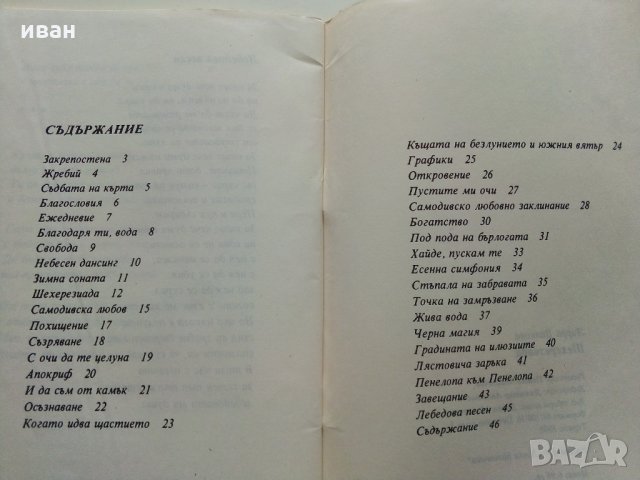 иван
СЪДЪРЖАНИЕ
Закрепостена 3
Жребий 4
Съдбата на кърта 5
Благословия 6
Ежедневие 7
Благодаря ти, вода 8
Свобода 9
Небесен дансинг 10
Зимна соната 11
Шехерезиада 12
Самодивска любов 15
Похищение 17
Съзряване 18
С очи да те целуна 19
Апокриф 20
И да съм от камък 21
Осъзнаване 22
Когато идва щастието 23
Къщата на безлунието и южния вятър 24
Графики 25
Откровение 26
Пустите ми очи 27
Самодивско любовно заклинание 28
Богатство 30
Под пода на бърлогата 31
Хайде, пускам те 33
Есенна симфония 34
Стъпала на забравата 35
Точка на замръзване 36
Жива вода 37
Черна магия 39
Градината на илюзиите 40
Лястовича заръка 41
Пенелопа към Пенелопа 42
Завещание 43
Лебедова песен 45
Съдържание 46
BAZAR